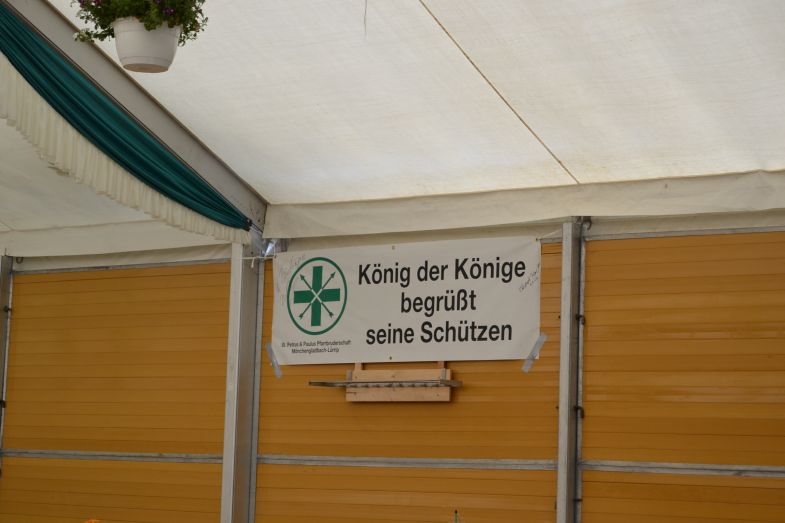 König der Könige
begrüßt
seine Schützen
St. Petrus & Paulus Pfarrbruderschaft
Mönchengladbach-Lürrip